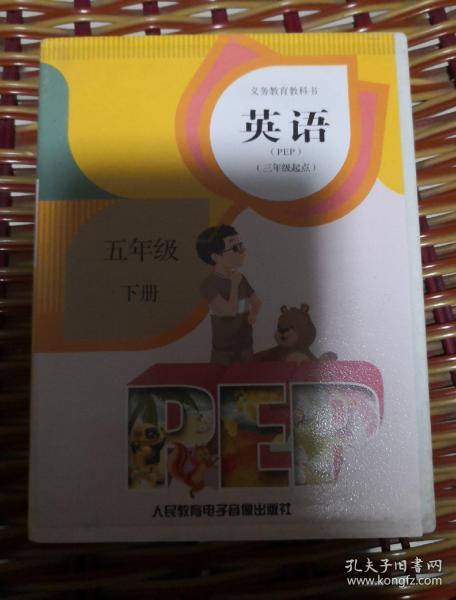 义务教育教科书
英语
（PEP）
（三年级起点）
五年级
下册
PEP
人民教育电子音像出版社
孔夫子旧书网
www.kongfz.com